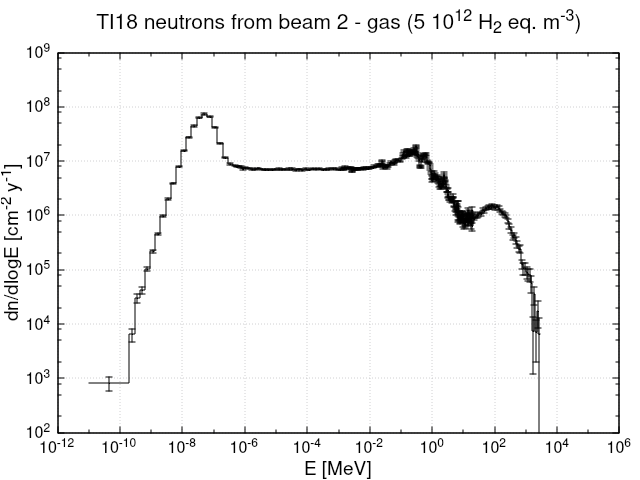 TI18 neutrons from beam 2 - gas (5 10¹² H₂ eq. m⁻³)
10⁹
10⁸
10⁷
10⁶
10⁵
10⁴
10³
10²
dn/dlogE [cm⁻² y⁻¹]
10⁻¹² 10⁻¹⁰ 10⁻⁸ 10⁻⁶ 10⁻⁴ 10⁻² 10⁰ 10² 10⁴ 10⁶
E [MeV]